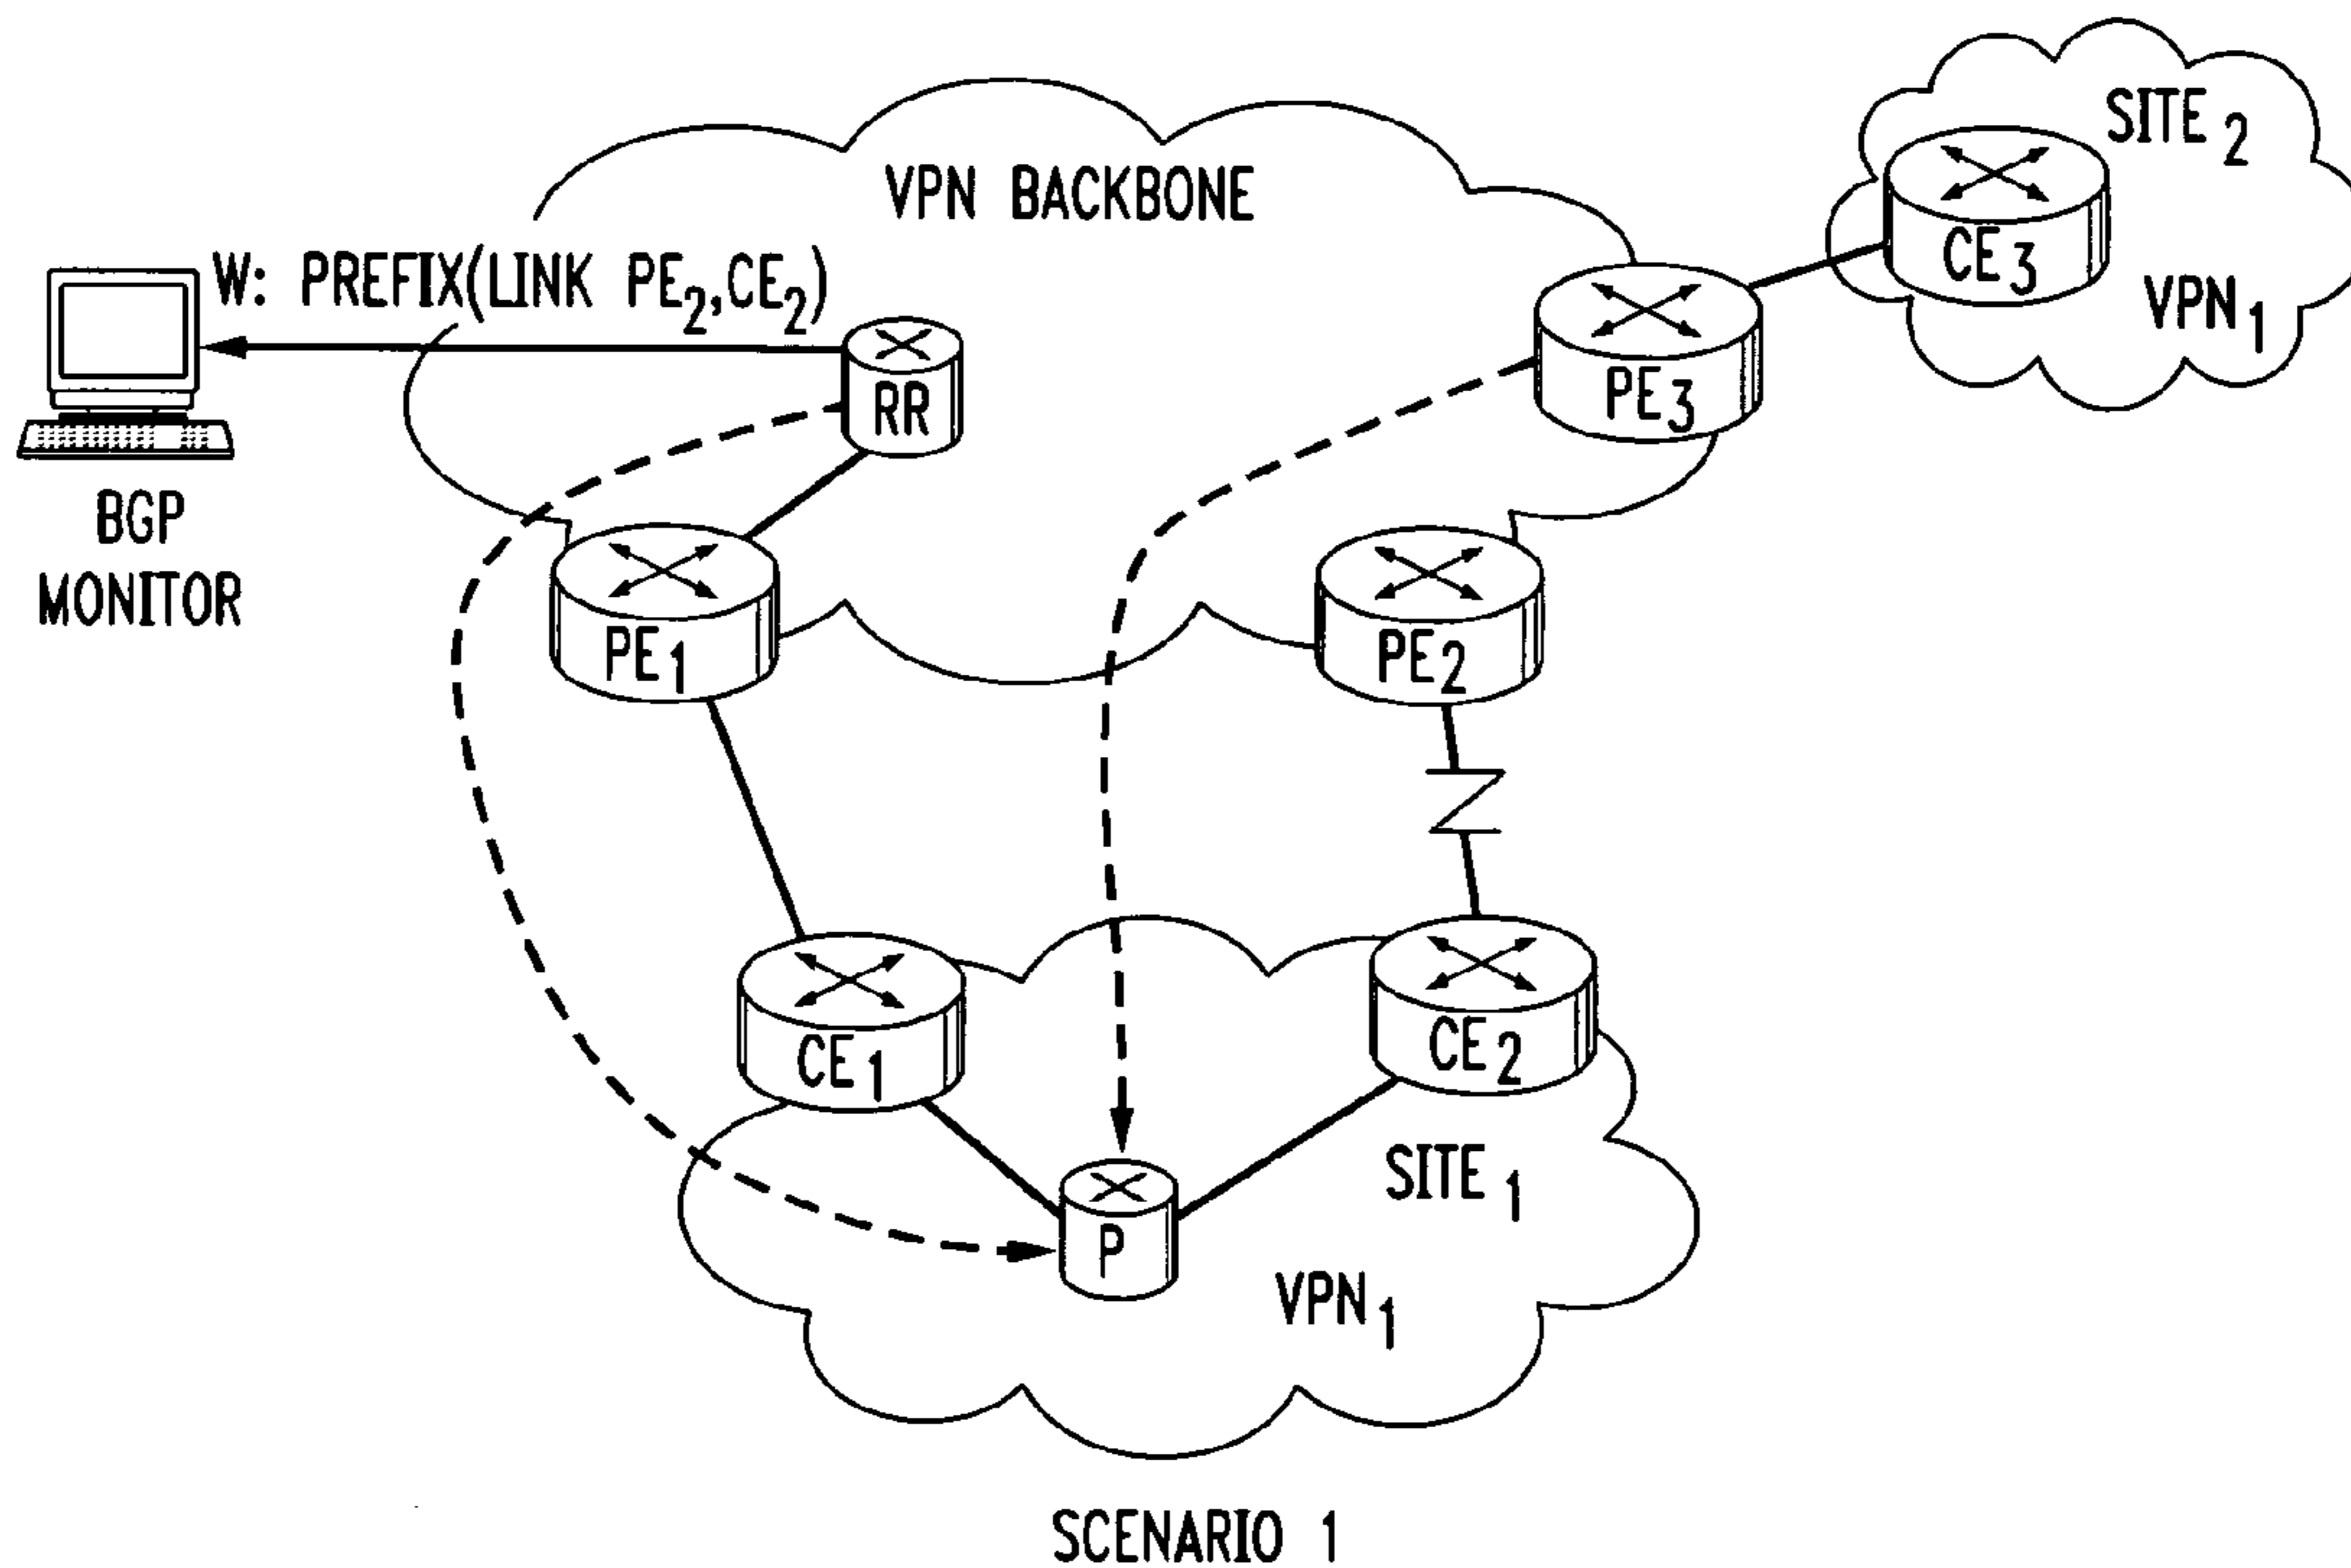 VPN BACKBONE
SITE 2
CE3
VPN1
W: PREFIX(LINK PE2,CE2)
RR
PE3
BGP
MONITOR
PE1
PE2
CE1
CE2
SITE 1
P
VPN1
SCENARIO 1